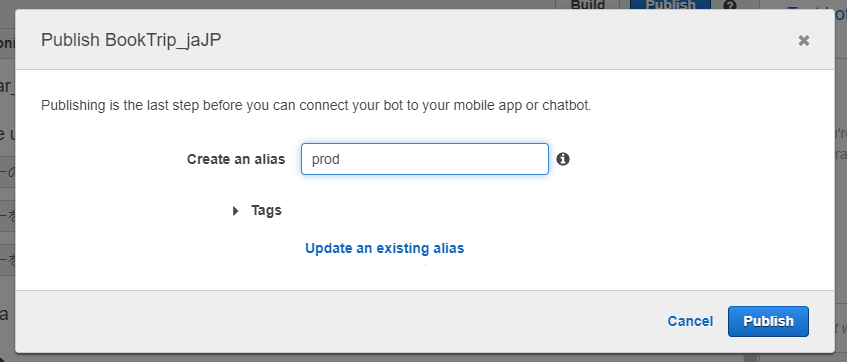 Build Publish
Publish BookTrip_jaJP
Publishing is the last step before you can connect your bot to your mobile app or chatbot.
Create an alias prod
Tags
Update an existing alias
Cancel Publish